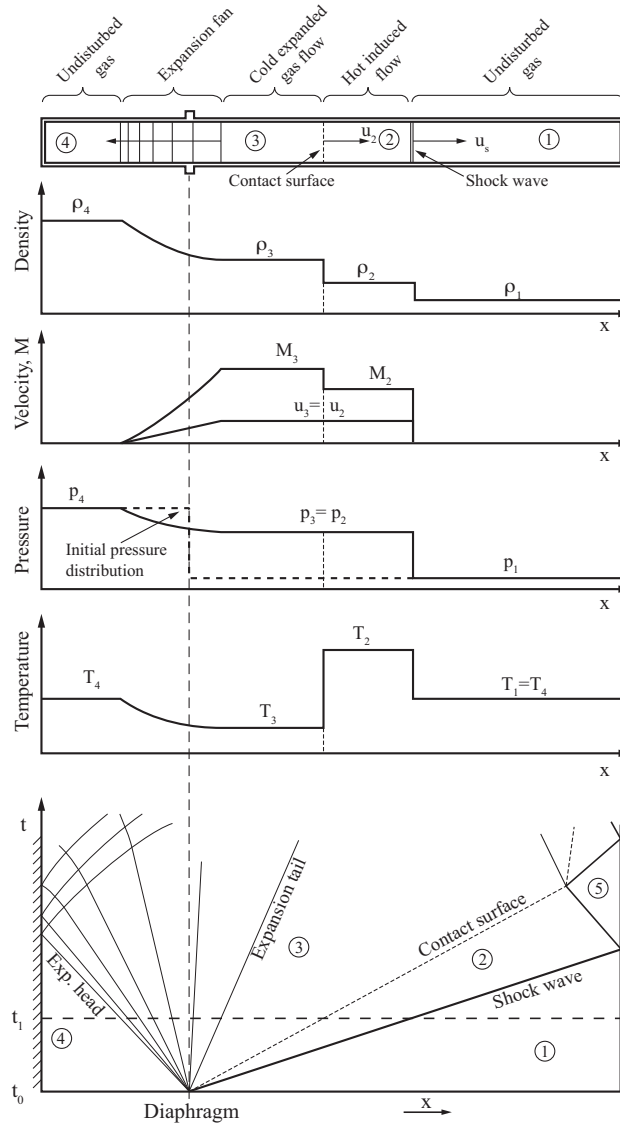 Undisturbed gas
Expansion fan
Cold expanded gas flow
Hot induced flow
Undisturbed gas
④ ③ u₂ ② u_s ①
Contact surface
Shock wave
Density
ρ₄
ρ₃
ρ₂
ρ₁
x
Velocity, M
M₃
M₂
u₃= u₂
x
Pressure
p₄
p₃= p₂
Initial pressure
distribution
p₁
x
Temperature
T₄
T₃
T₂
T₁=T₄
x
t
Expansion tail
Contact surface
⑤
③
②
Exp. head
Shock wave
t₁
④
①
t₀
Diaphragm
x